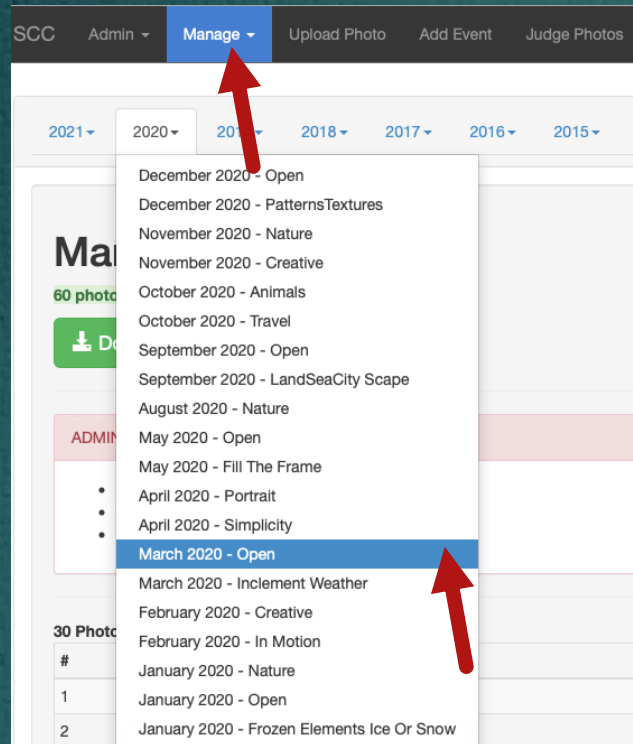 SCC Admin Manage Upload Photo Add Event Judge Photos
2021 2020 2018 2017 2016 2015
December 2020 - Open
December 2020 - PatternsTextures
November 2020 - Nature
November 2020 - Creative
October 2020 - Animals
October 2020 - Travel
September 2020 - Open
September 2020 - LandSeaCity Scape
August 2020 - Nature
May 2020 - Open
May 2020 - Fill The Frame
April 2020 - Portrait
April 2020 - Simplicity
March 2020 - Open
March 2020 - Inclement Weather
February 2020 - Creative
February 2020 - In Motion
January 2020 - Nature
January 2020 - Open
January 2020 - Frozen Elements Ice Or Snow
Mar
60 photo
Do
ADMIN
30 Photo
#
1
2